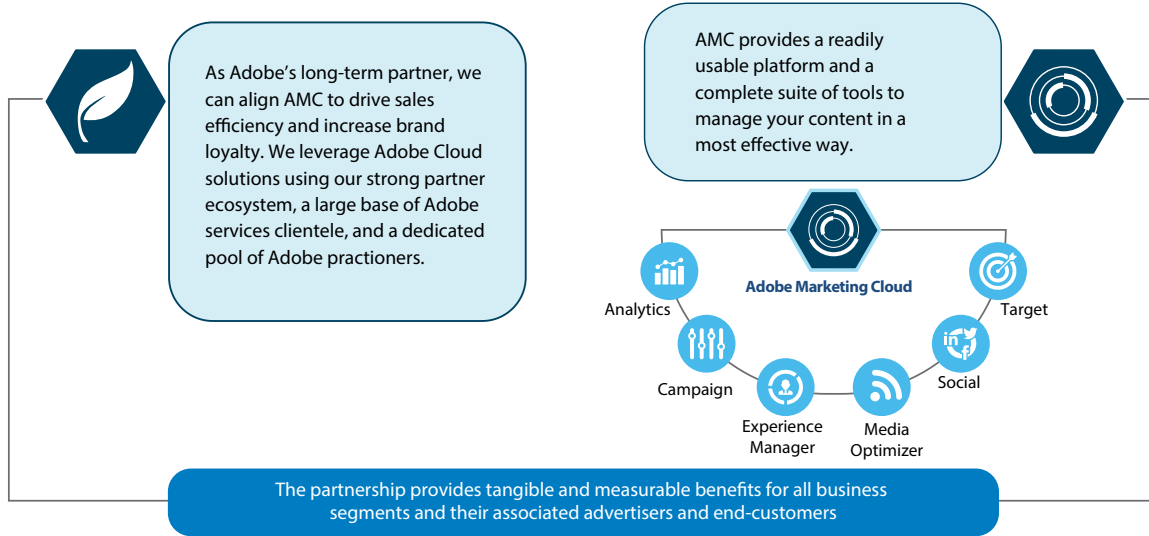 As Adobe’s long-term partner, we
can align AMC to drive sales
efficiency and increase brand
loyalty. We leverage Adobe Cloud
solutions using our strong partner
ecosystem, a large base of Adobe
services clientele, and a dedicated
pool of Adobe practioners.
AMC provides a readily
usable platform and a
complete suite of tools to
manage your content in a
most effective way.
Adobe Marketing Cloud
Analytics
Campaign
Experience
Manager
Media
Optimizer
in
f
Social
Target
The partnership provides tangible and measurable benefits for all business
segments and their associated advertisers and end-customers